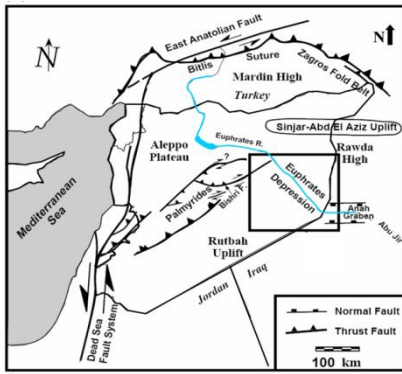 East Anatolian Fault
N
N
Bitlis
Suture
Zagros Fold Belt
Mardin High
Turkey
Sinjar-Abd El Aziz Uplift
Euphrates R.
Aleppo
Plateau
Rawda
High
?
Euphrates
Depression
Palmyrides
Bishri F.
Mediterranean
Sea
Anah
Graben
Abu Jir
Rutbah
Uplift
Jordan
Iraq
Dead Sea
Fault System
Normal Fault
Thrust Fault
100 km